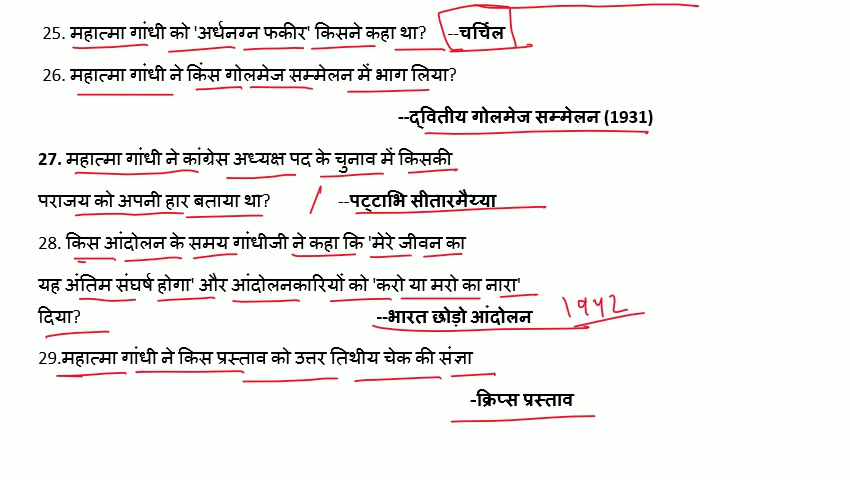 25. महात्मा गांधी को 'अर्धनग्न फकीर' किसने कहा था? --चर्चिल
26. महात्मा गांधी ने किस गोलमेज सम्मेलन में भाग लिया?
--द्वितीय गोलमेज सम्मेलन (1931)
27. महात्मा गांधी ने कांग्रेस अध्यक्ष पद के चुनाव में किसकी
पराजय को अपनी हार बताया था? --पट्टाभि सीतारमैय्या
28. किस आंदोलन के समय गांधीजी ने कहा कि 'मेरे जीवन का
यह अंतिम संघर्ष होगा' और आंदोलनकारियों को 'करो या मरो का नारा'
दिया? --भारत छोड़ो आंदोलन 1942
29.महात्मा गांधी ने किस प्रस्ताव को उत्तर तिथीय चेक की संज्ञा
-क्रिप्स प्रस्ताव